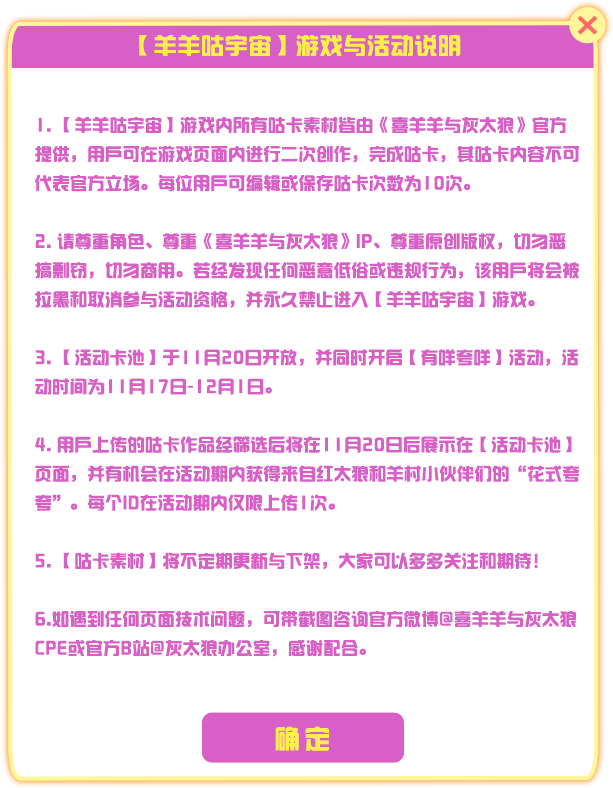 【羊羊咕宇宙】游戏与活动说明
1. 【羊羊咕宇宙】游戏内所有咕卡素材皆由《喜羊羊与灰太狼》官方
提供，用户可在游戏页面内进行二次创作，完成咕卡，其咕卡内容不可
代表官方立场。每位用户可编辑或保存咕卡次数为10次。
2. 请尊重角色、尊重《喜羊羊与灰太狼》IP、尊重原创版权，切勿恶
搞剽窃，切勿商用。若经发现任何恶意低俗或违规行为，该用户将会被
拉黑和取消参与活动资格，并永久禁止进入【羊羊咕宇宙】游戏。
3. 【活动卡池】于11月20日开放，并同时开启【有咩夸咩】活动，活
动时间为11月17日-12月1日。
4. 用户上传的咕卡作品经筛选后将在11月20日后展示在【活动卡池】
页面，并有机会在活动期内获得来自红太狼和羊村小伙伴们的“花式夸
夸”。每个ID在活动期内仅限上传1次。
5. 【咕卡素材】将不定期更新与下架，大家可以多多关注和期待！
6.如遇到任何页面技术问题，可带截图咨询官方微博@喜羊羊与灰太狼
CPE或官方B站@灰太狼办公室，感谢配合。
确定